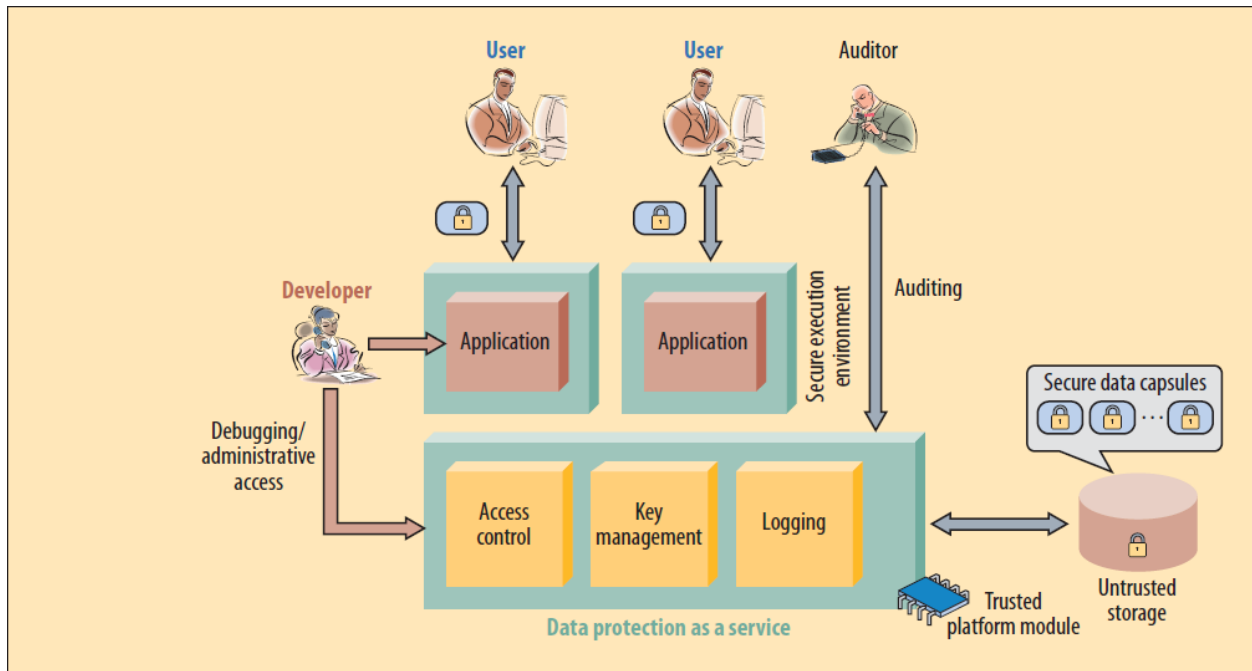 User
User
Auditor
Developer
Application
Application
Secure execution
environment
Auditing
Secure data capsules
...
Debugging/
administrative
access
Access
control
Key
management
Logging
Untrusted
storage
Trusted
platform module
Data protection as a service